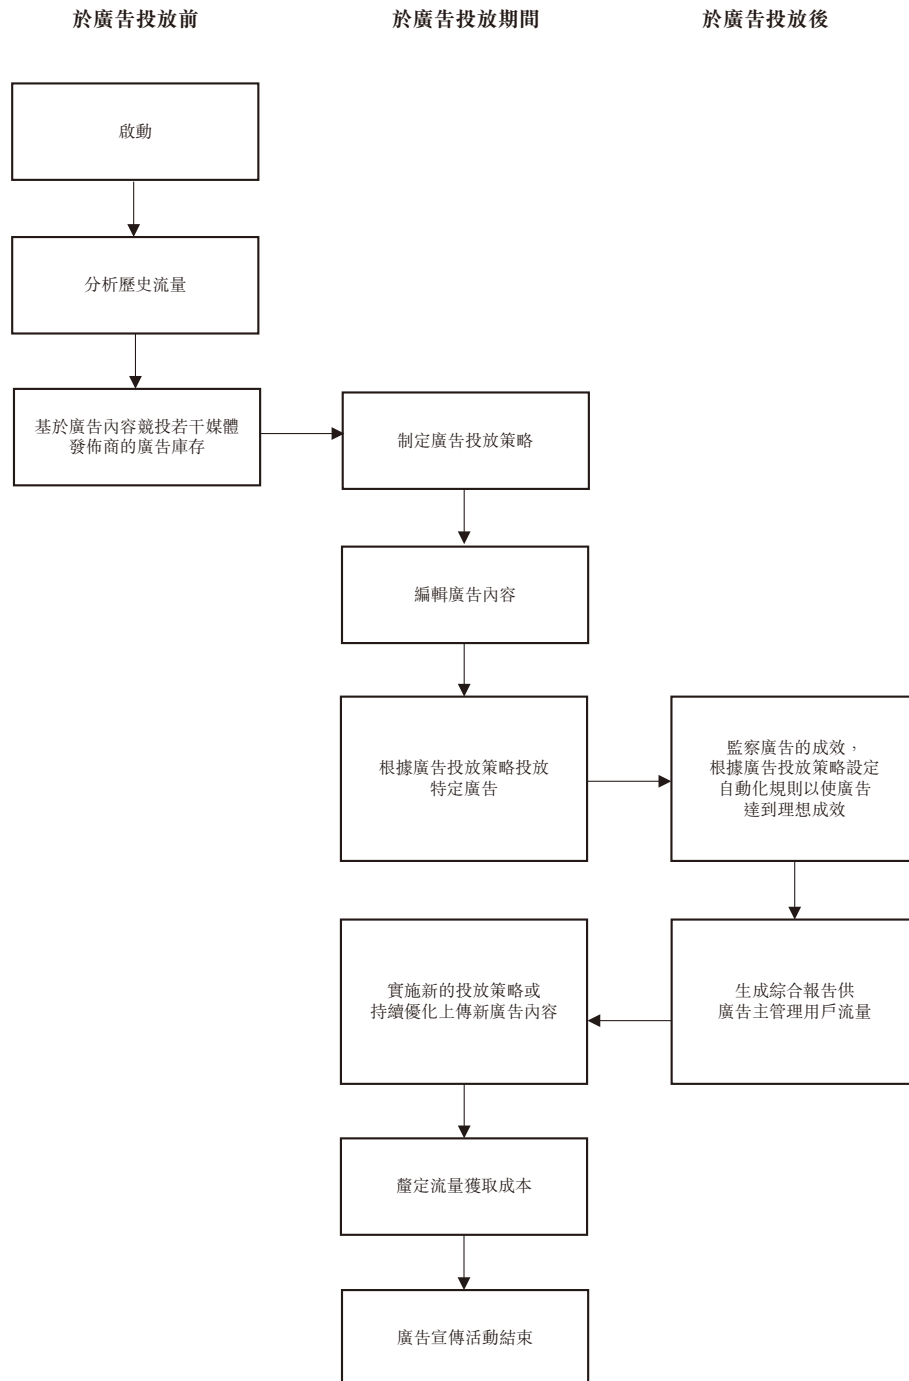 於廣告投放前
於廣告投放期間
於廣告投放後
啟動
分析歷史流量
基於廣告內容競投若干媒體
發佈商的廣告庫存
制定廣告投放策略
編輯廣告內容
根據廣告投放策略投放
特定廣告
監察廣告的成效，
根據廣告投放策略設定
自動化規則以使廣告
達到理想成效
生成綜合報告供
廣告主管理用戶流量
實施新的投放策略或
持續優化上傳新廣告內容
釐定流量獲取成本
廣告宣傳活動結束